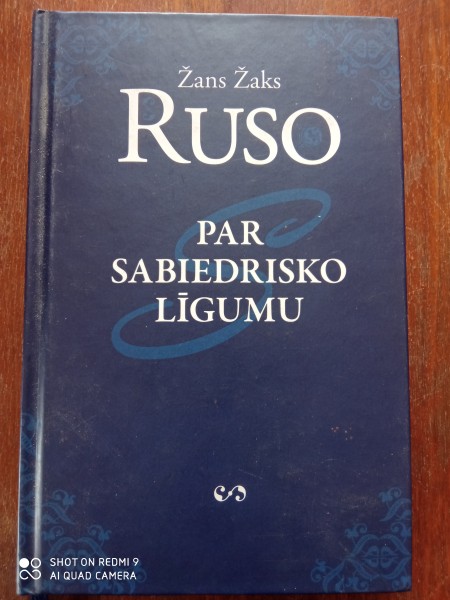 Žans Žaks
RUSO
PAR
SABIEDRISKO
LĪGUMU
SHOT ON REDMI 9
AI QUAD CAMERA